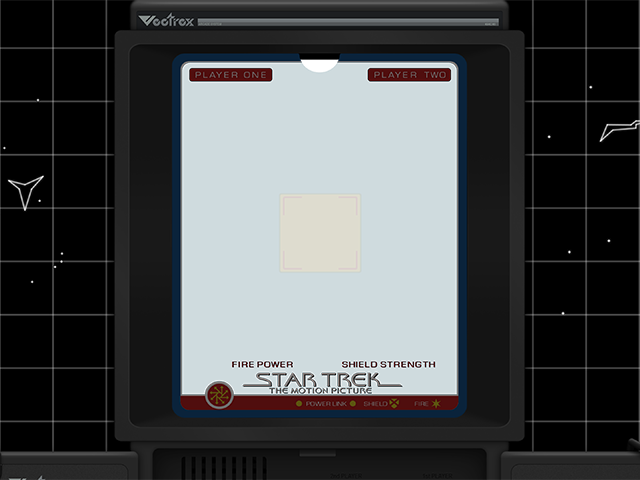 Vectrex
PLAYER ONE
PLAYER TWO
FIRE POWER
SHIELD STRENGTH
STAR TREK
THE MOTION PICTURE
POWER LINK
SHIELD
FIRE